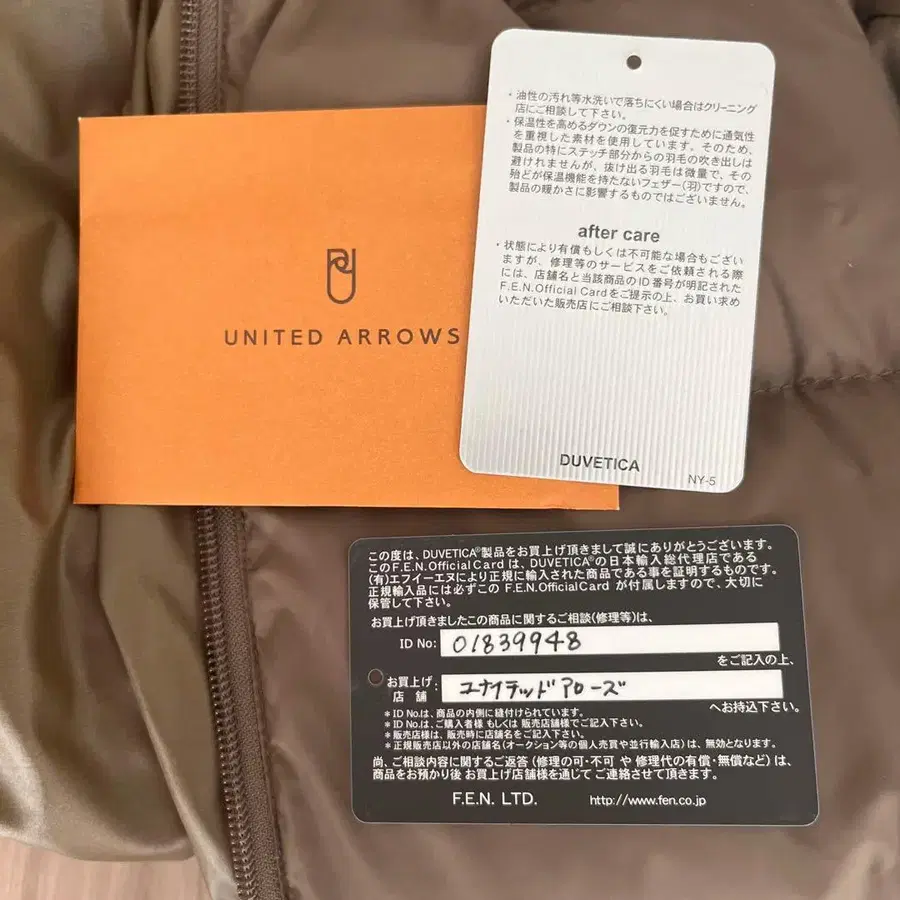 UNITED ARROWS
・油性の汚れ等水洗いで落ちにくい場合はクリーニング
店にご相談して下さい。
・保温性を高めるダウンの復元力を促すために通気性
を重視した素材を使用しています。そのため、
製品の特にステッチ部分からの羽毛の吹き出しは
避けれませんが、抜け出る羽毛は微量で、その
殆どが保温機能を持たないフェザー(羽)ですので、
製品の暖かさに影響するものではございません。
after care
・状態により有償もしくは不可能な場合もござい
ますが、修理等のサービスをご依頼される際
には、店舗名と当該商品のID番号が明記された
F.E.N.Official Cardをご提示の上、お買い求め
いただいた販売店にご相談下さい。
DUVETICA
NY-5
この度は、DUVETICA®製品をお買上げ頂きまして誠にありがとうございます。
このF.E.N.OfficialCardは、DUVETICA®の日本輸入総代理店である
(有)エフイーエヌにより正規に輸入された商品である事を証明するものです。
正規輸入品には必ずこの F.E.N.OfficialCard が付属しますので、大切に
保管して下さい。
お買上げ頂きましたこの商品に関するご相談(修理等)は、
ID No: 01839948
をご記入の上、
お買上げ
店舗: ユナイテッドアローズ
へお持込下さい。
＊ID No.は、商品の内側に縫付けられています。
＊ID No.は、ご購入者様もしくは販売店舗様でご記入下さい。
＊販売店様は、販売時に店舗名をご記入下さい。
＊正規販売店以外の店舗名(オークション等の個人売買や並行輸入店)は、無効となります。
尚、ご相談内容に関するご返答(修理の可・不可 や 修理代の有償・無償など)は、
商品をお預かり後 お買上げ店舗様を通じて ご連絡させて頂きます。
F.E.N. LTD. http://www.fen.co.jp